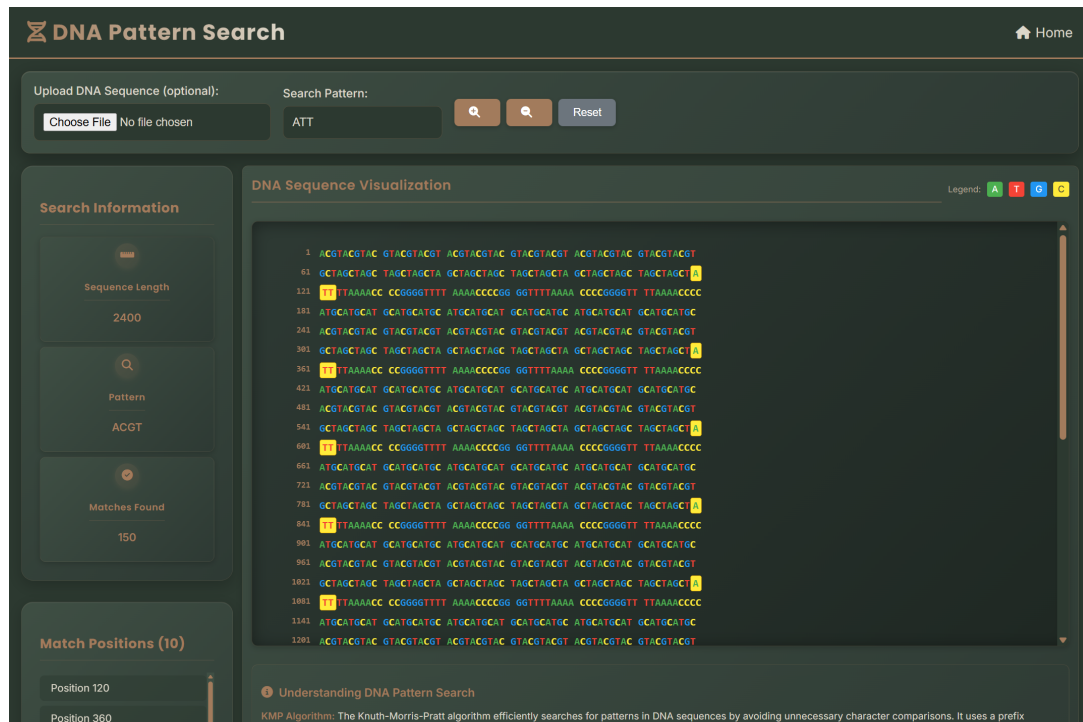 DNA Pattern Search
Home
Upload DNA Sequence (optional):
Choose File No file chosen
Search Pattern:
ATT
Reset
Search Information
Sequence Length
2400
Pattern
ACGT
Matches Found
150
Match Positions (10)
Position 120
Position 360
DNA Sequence Visualization
Legend: A T G C
1 ACGTACGTAC GTACGTACGT ACGTACGTAC GTACGTACGT ACGTACGTAC GTACGTACGT
61 GCTAGCTAGC TAGCTAGCTA GCTAGCTAGC TAGCTAGCTA GCTAGCTAGC TAGCTAGCTA
121 TTTTAAAACC CCGGGGTTTT AAAACCCCGG GGTTTTAAAA CCCCGGGGTT TTAAAACCCC
181 ATGCATGCAT GCATGCATGC ATGCATGCAT GCATGCATGC ATGCATGCAT GCATGCATGC
241 ACGTACGTAC GTACGTACGT ACGTACGTAC GTACGTACGT ACGTACGTAC GTACGTACGT
301 GCTAGCTAGC TAGCTAGCTA GCTAGCTAGC TAGCTAGCTA GCTAGCTAGC TAGCTAGCTA
361 TTTTAAAACC CCGGGGTTTT AAAACCCCGG GGTTTTAAAA CCCCGGGGTT TTAAAACCCC
421 ATGCATGCAT GCATGCATGC ATGCATGCAT GCATGCATGC ATGCATGCAT GCATGCATGC
481 ACGTACGTAC GTACGTACGT ACGTACGTAC GTACGTACGT ACGTACGTAC GTACGTACGT
541 GCTAGCTAGC TAGCTAGCTA GCTAGCTAGC TAGCTAGCTA GCTAGCTAGC TAGCTAGCTA
601 TTTTAAAACC CCGGGGTTTT AAAACCCCGG GGTTTTAAAA CCCCGGGGTT TTAAAACCCC
661 ATGCATGCAT GCATGCATGC ATGCATGCAT GCATGCATGC ATGCATGCAT GCATGCATGC
721 ACGTACGTAC GTACGTACGT ACGTACGTAC GTACGTACGT ACGTACGTAC GTACGTACGT
781 GCTAGCTAGC TAGCTAGCTA GCTAGCTAGC TAGCTAGCTA GCTAGCTAGC TAGCTAGCTA
841 TTTTAAAACC CCGGGGTTTT AAAACCCCGG GGTTTTAAAA CCCCGGGGTT TTAAAACCCC
901 ATGCATGCAT GCATGCATGC ATGCATGCAT GCATGCATGC ATGCATGCAT GCATGCATGC
961 ACGTACGTAC GTACGTACGT ACGTACGTAC GTACGTACGT ACGTACGTAC GTACGTACGT
1021 GCTAGCTAGC TAGCTAGCTA GCTAGCTAGC TAGCTAGCTA GCTAGCTAGC TAGCTAGCTA
1081 TTTTAAAACC CCGGGGTTTT AAAACCCCGG GGTTTTAAAA CCCCGGGGTT TTAAAACCCC
1141 ATGCATGCAT GCATGCATGC ATGCATGCAT GCATGCATGC ATGCATGCAT GCATGCATGC
1201 ACGTACGTAC GTACGTACGT ACGTACGTAC GTACGTACGT ACGTACGTAC GTACGTACGT
Understanding DNA Pattern Search
KMP Algorithm: The Knuth-Morris-Pratt algorithm efficiently searches for patterns in DNA sequences by avoiding unnecessary character comparisons. It uses a prefix